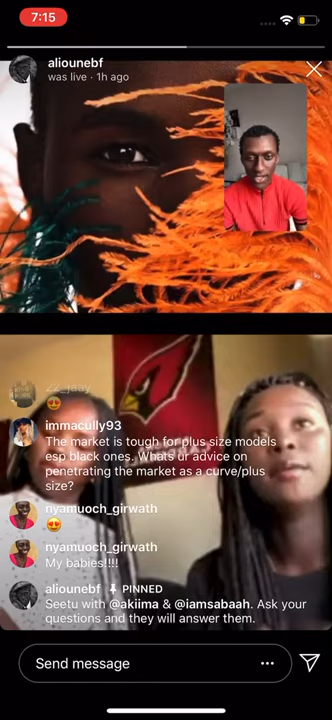 7:15
aliounebf
was live · 1h ago
22_jaay
😍
immacully93
The market is tough for plus size models
esp black ones. Whats ur advice on
penetrating the market as a curve/plus
size?
nyamuoch_girwath
😍
nyamuoch_girwath
My babies!!!!
aliounebf 📌 PINNED
Seetu with @akiima & @iamsabaah. Ask your
questions and they will answer them.
Send message